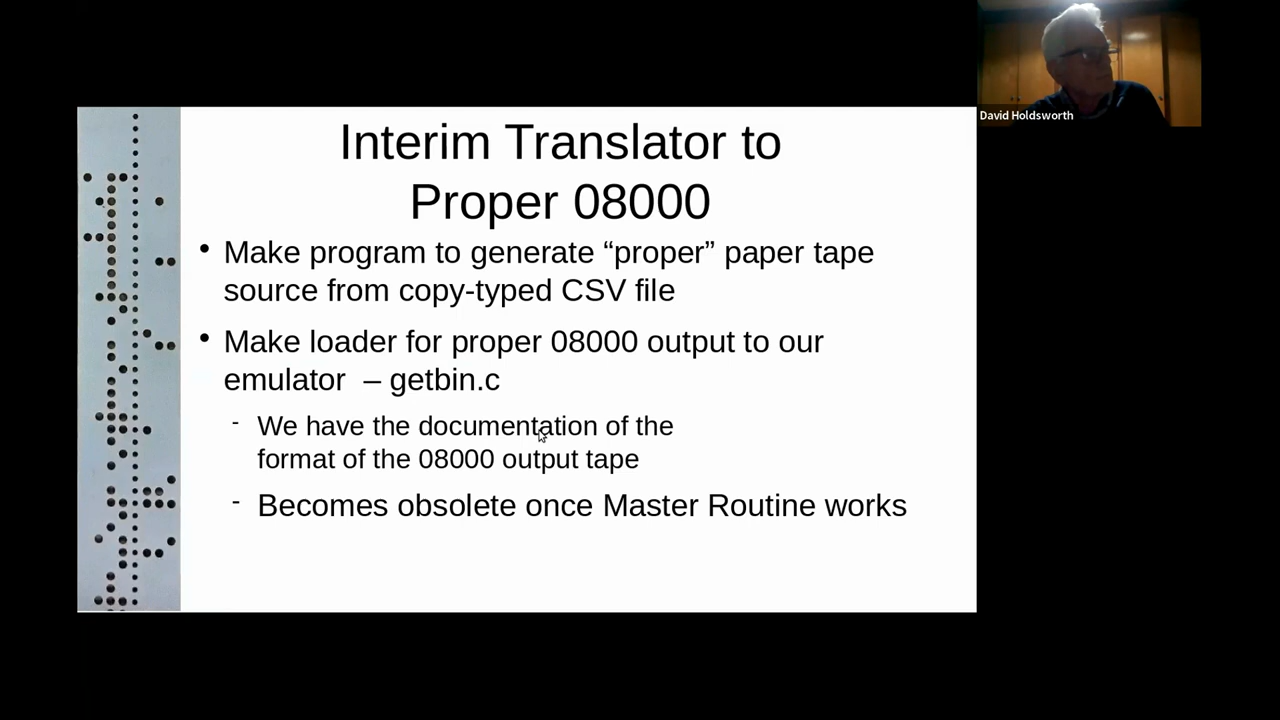 Interim Translator to
Proper 08000
• Make program to generate “proper” paper tape
source from copy-typed CSV file
• Make loader for proper 08000 output to our
emulator – getbin.c
- We have the documentation of the
format of the 08000 output tape
- Becomes obsolete once Master Routine works
David Holdsworth